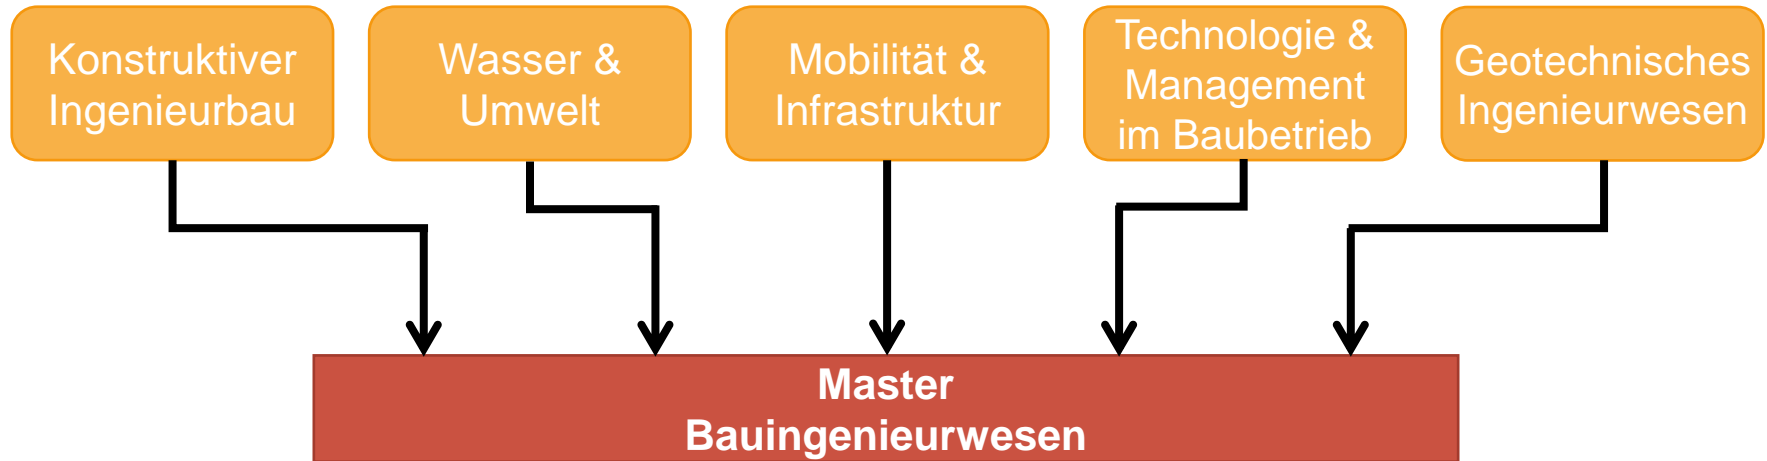 Konstruktiver
Ingenieurbau
Wasser &
Umwelt
Mobilität &
Infrastruktur
Technologie &
Management
im Baubetrieb
Geotechnisches
Ingenieurwesen
Master
Bauingenieurwesen